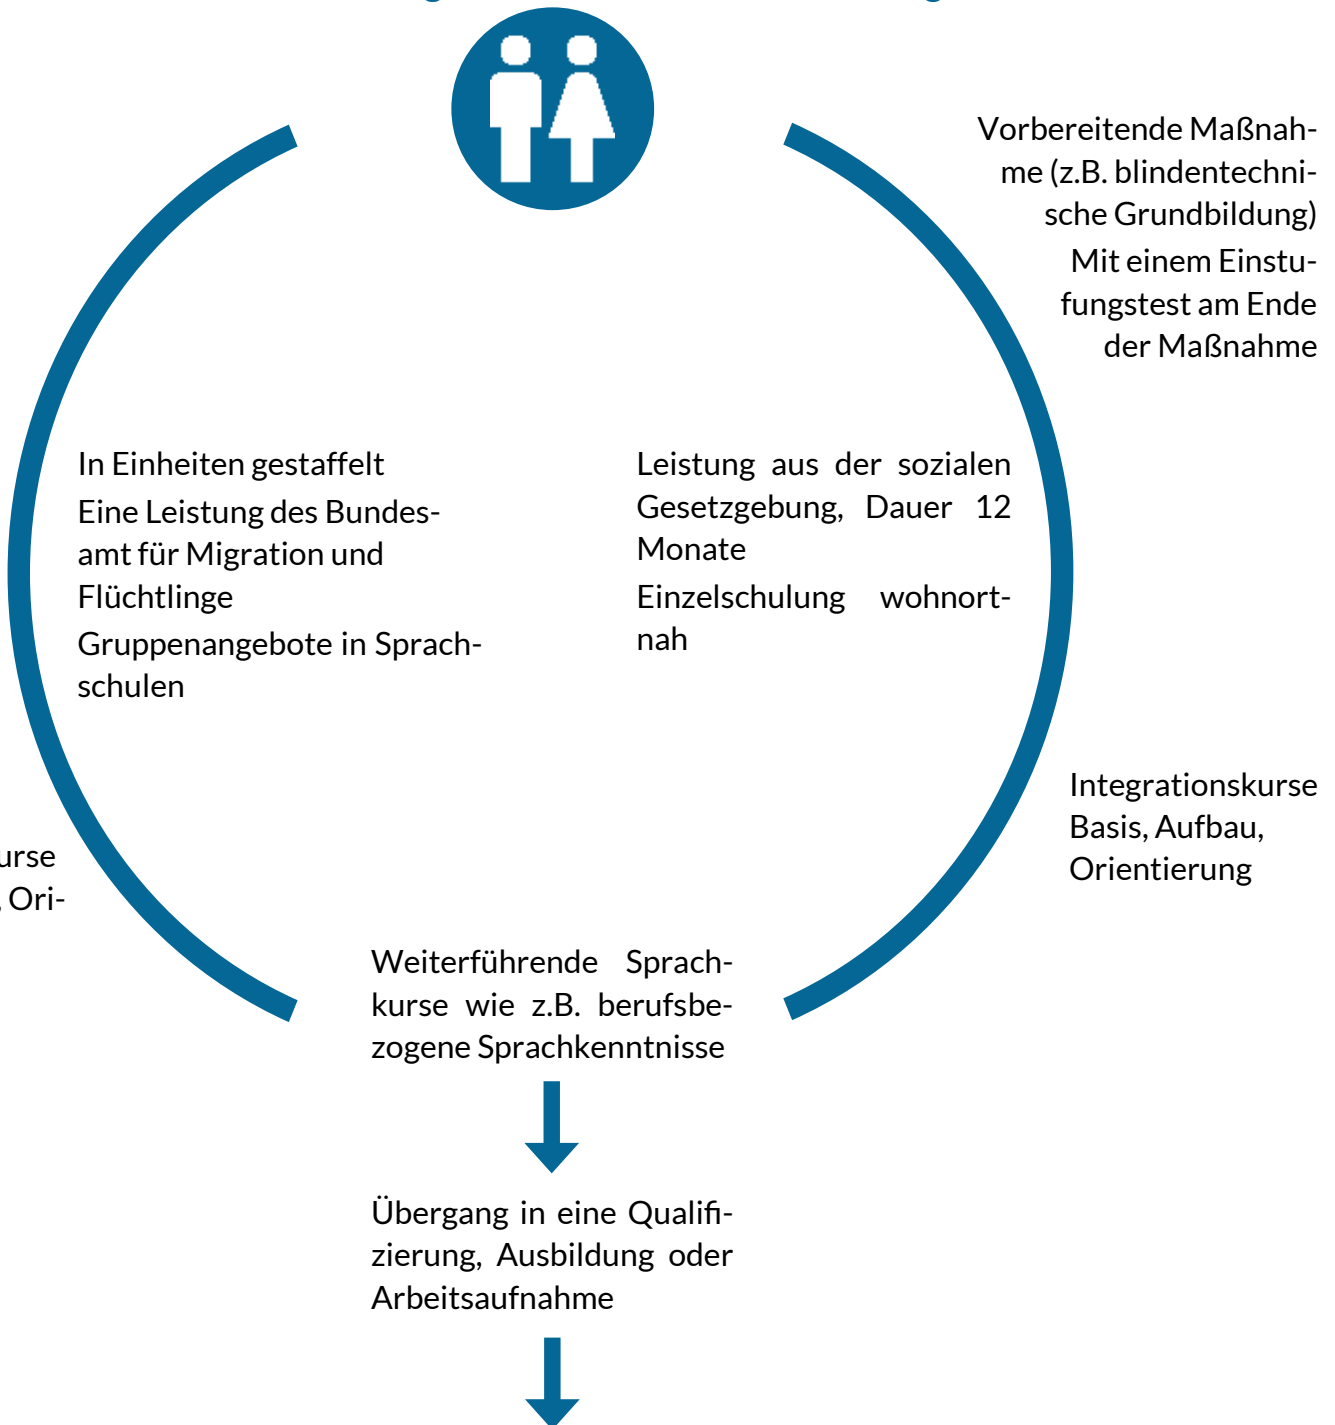 Vorbereitende Maßnah-
me (z.B. blindentechni-
sche Grundbildung)
Mit einem Einstu-
fungstest am Ende
der Maßnahme
In Einheiten gestaffelt
Eine Leistung des Bundes-
amt für Migration und
Flüchtlinge
Gruppenangebote in Sprach-
schulen
Leistung aus der sozialen
Gesetzgebung, Dauer 12
Monate
Einzelschulung wohnort-
nah
Integrationskurse
Basis, Aufbau,
Orientierung
urse
, Ori-
Weiterführende Sprach-
kurse wie z.B. berufsbe-
zogene Sprachkenntnisse
Übergang in eine Qualifi-
zierung, Ausbildung oder
Arbeitsaufnahme